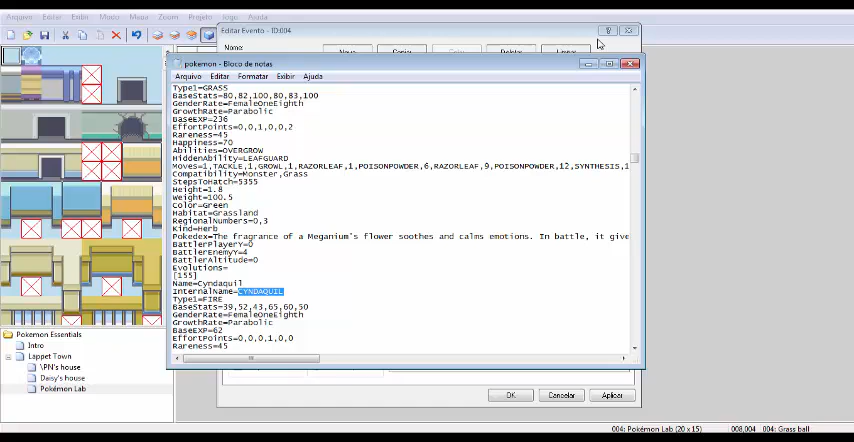 Arquivo Editar Exibir Modo Mapa Zoom Projeto Jogo Ajuda
Editar Evento - ID:004
Nome:
Novo Copiar Colar Deletar Limpar
pokemon - Bloco de notas
Arquivo Editar Formatar Exibir Ajuda
Type1=GRASS
BaseStats=80,82,100,80,83,100
GenderRate=FemaleOneEighth
GrowthRate=Parabolic
BaseEXP=236
EffortPoints=0,0,1,0,0,2
Rareness=45
Happiness=70
Abilities=OVERGROW
HiddenAbility=LEAFGUARD
Moves=1,TACKLE,1,GROWL,1,RAZORLEAF,1,POISONPOWDER,6,RAZORLEAF,9,POISONPOWDER,12,SYNTHESIS,1
Compatibility=Monster,Grass
StepsToHatch=5355
Height=1.8
Weight=100.5
Color=Green
Habitat=Grassland
RegionalNumbers=0,3
Kind=Herb
Pokedex=The fragrance of a Meganium's flower soothes and calms emotions. In battle, it give
BattlerPlayerY=0
BattlerEnemyY=4
BattlerAltitude=0
Evolutions=
[155]
Name=Cyndaquil
InternalName=CYNDAQUIL
Type1=FIRE
BaseStats=39,52,43,65,60,50
GenderRate=FemaleOneEighth
GrowthRate=Parabolic
BaseEXP=62
EffortPoints=0,0,0,1,0,0
Rareness=45
Pokemon Essentials
Intro
Lappet Town
\PN's house
Daisy's house
Pokémon Lab
OK Cancelar Aplicar
004: Pokémon Lab (20 x 15) 008,004 004: Grass ball